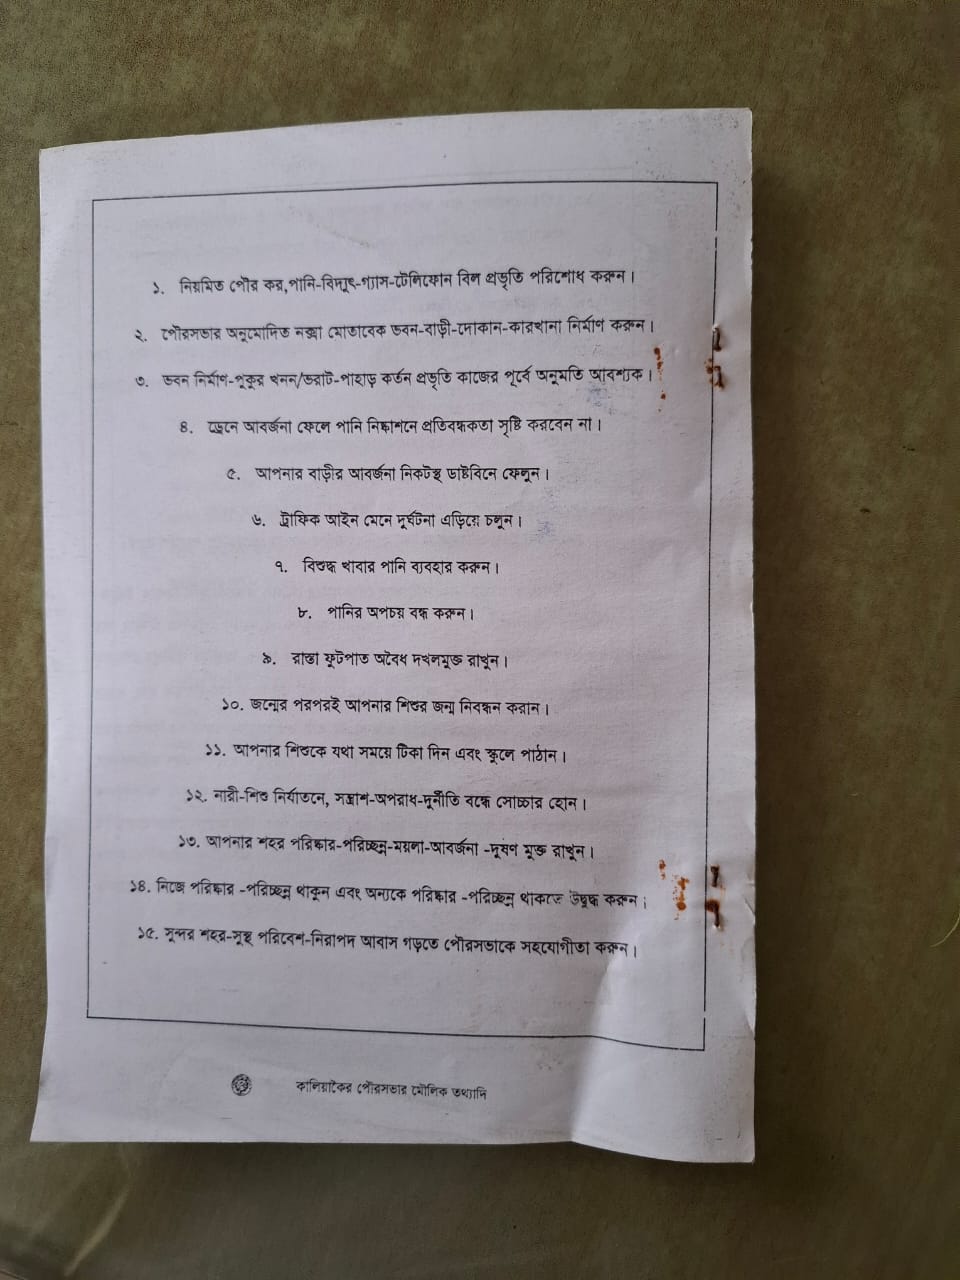 ১. নিয়মিত পৌর কর,পানি-বিদ্যুৎ-গ্যাস-টেলিফোন বিল প্রভৃতি পরিশোধ করুন।
২. পৌরসভার অনুমোদিত নক্সা মোতাবেক ভবন-বাড়ী-দোকান-কারখানা নির্মাণ করুন।
৩. ভবন নির্মাণ-পুকুর খনন/ভরাট-পাহাড় কর্তন প্রভৃতি কাজের পূর্বে অনুমতি আবশ্যক।
৪. ড্রেনে আবর্জনা ফেলে পানি নিষ্কাশনে প্রতিবন্ধকতা সৃষ্টি করবেন না।
৫. আপনার বাড়ীর আবর্জনা নিকটস্থ ডাষ্টবিনে ফেলুন।
৬. ট্রাফিক আইন মেনে দূর্ঘটনা এড়িয়ে চলুন।
৭. বিশুদ্ধ খাবার পানি ব্যবহার করুন।
৮. পানির অপচয় বন্ধ করুন।
৯. রাস্তা ফুটপাত অবৈধ দখলমুক্ত রাখুন।
১০. জন্মের পরপরই আপনার শিশুর জন্ম নিবন্ধন করান।
১১. আপনার শিশুকে যথা সময়ে টিকা দিন এবং স্কুলে পাঠান।
১২. নারী-শিশু নির্যাতনে, সন্ত্রাশ-অপরাধ-দূর্নীতি বন্ধে সোচ্চার হোন।
১৩. আপনার শহর পরিষ্কার-পরিচ্ছন্ন-ময়লা-আবর্জনা -দূষণ মুক্ত রাখুন।
১৪. নিজে পরিষ্কার -পরিচ্ছন্ন থাকুন এবং অন্যকে পরিষ্কার -পরিচ্ছন্ন থাকতে উদ্বুদ্ধ করুন।
১৫. সুন্দর শহর-সুস্থ পরিবেশ-নিরাপদ আবাস গড়তে পৌরসভাকে সহযোগীতা করুন।
কালিয়াকৈর পৌরসভার মৌলিক তথ্যাদি